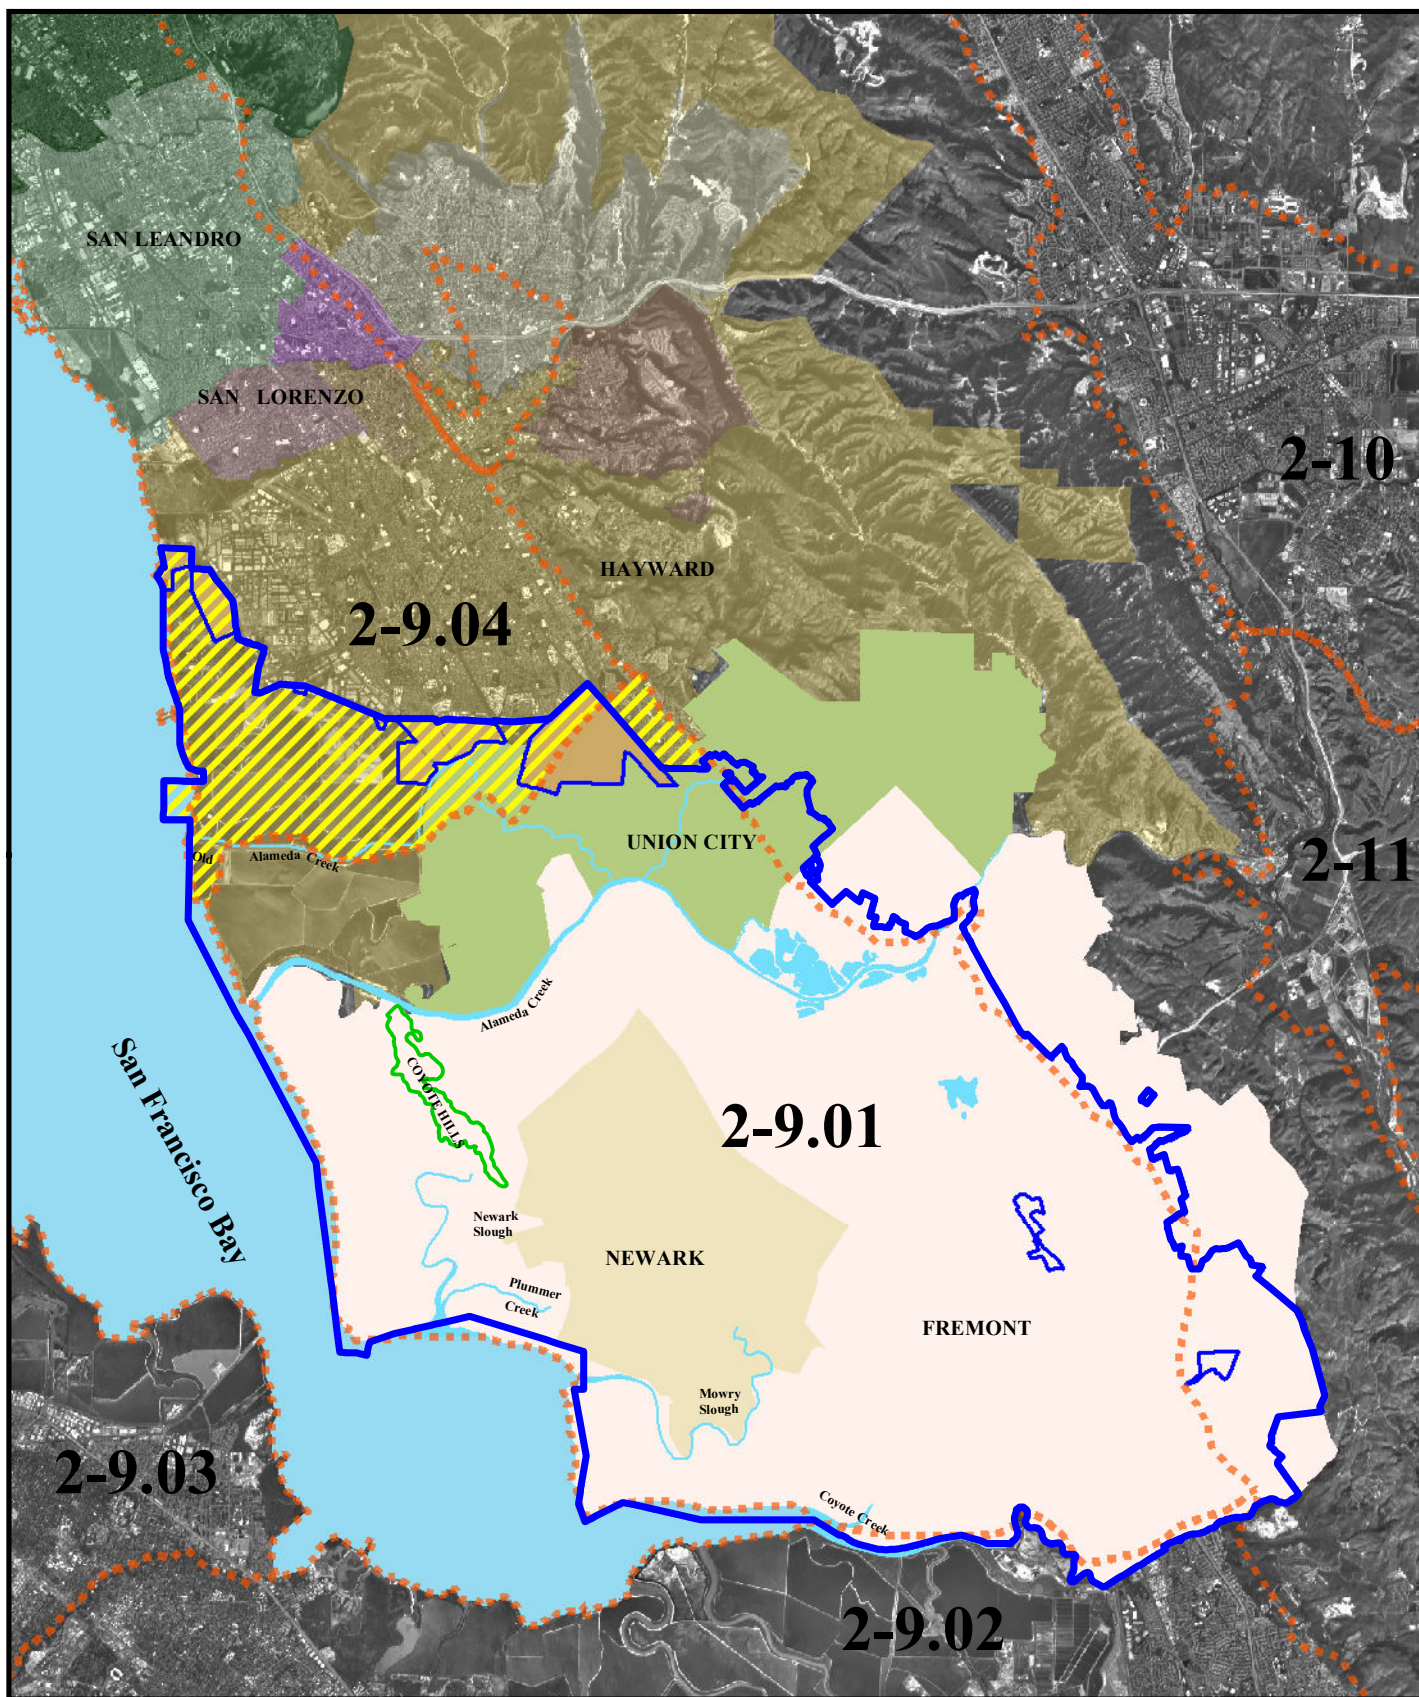 SAN LEANDRO
SAN LORENZO
2-10
HAYWARD
2-9.04
UNION CITY
Old
Alameda Creek
2-11
Alameda Creek
COYOTE HILLS
San Francisco Bay
2-9.01
Newark
Slough
NEWARK
Plummer
Creek
FREMONT
Mowry
Slough
2-9.03
Coyote Creek
2-9.02